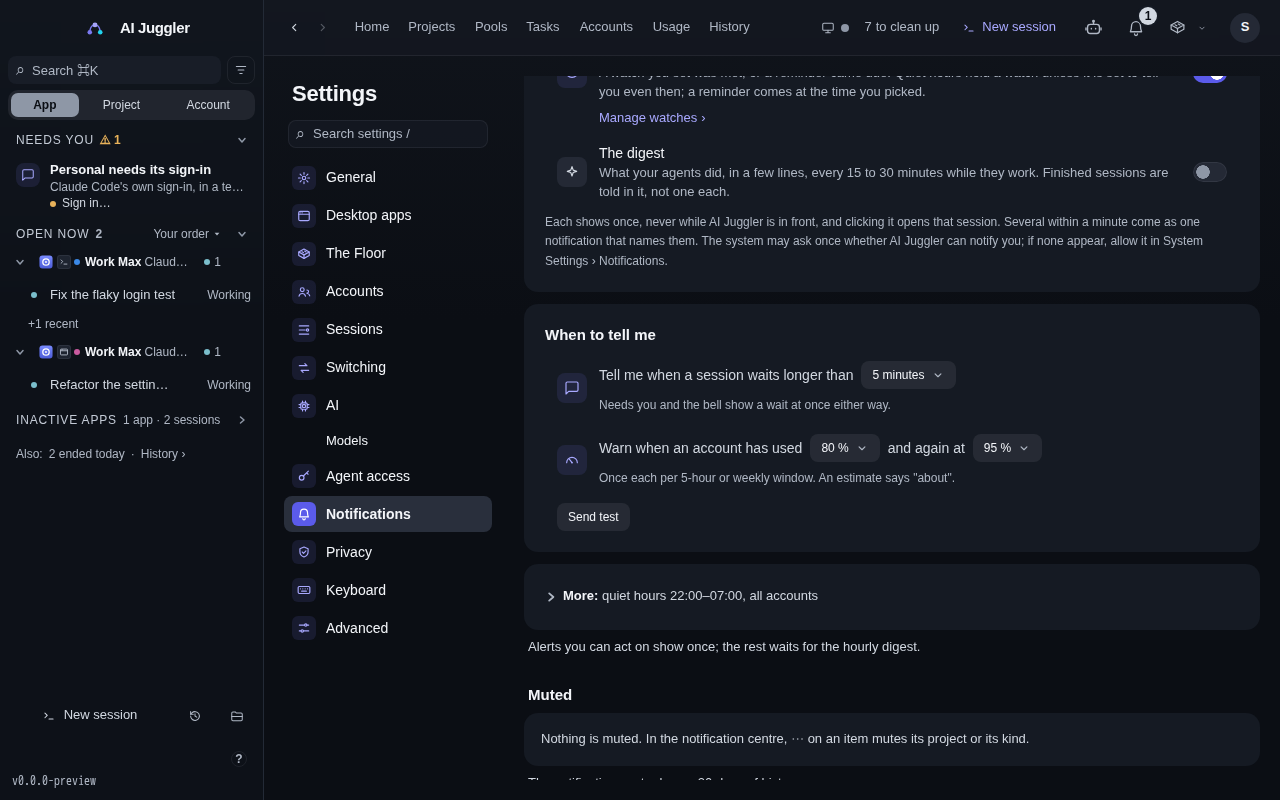 AI Juggler
Search ⌘K
App
Project
Account
NEEDS YOU 1
Personal needs its sign-in
Claude Code's own sign-in, in a te…
Sign in…
OPEN NOW 2
Your order
Work Max Claud…
1
Fix the flaky login test
Working
+1 recent
Work Max Claud…
1
Refactor the settin…
Working
INACTIVE APPS 1 app · 2 sessions
Also: 2 ended today · History ›
New session
?
v0.0.0-preview
Home
Projects
Pools
Tasks
Accounts
Usage
History
7 to clean up
New session
1
S
Settings
Search settings /
General
Desktop apps
The Floor
Accounts
Sessions
Switching
AI
Models
Agent access
Notifications
Privacy
Keyboard
Advanced
you even then; a reminder comes at the time you picked.
Manage watches ›
The digest
What your agents did, in a few lines, every 15 to 30 minutes while they work. Finished sessions are
told in it, not one each.
Each shows once, never while AI Juggler is in front, and clicking it opens that session. Several within a minute come as one
notification that names them. The system may ask once whether AI Juggler can notify you; if none appear, allow it in System
Settings › Notifications.
When to tell me
Tell me when a session waits longer than 5 minutes
Needs you and the bell show a wait at once either way.
Warn when an account has used 80 % and again at 95 %
Once each per 5-hour or weekly window. An estimate says "about".
Send test
More: quiet hours 22:00–07:00, all accounts
Alerts you can act on show once; the rest waits for the hourly digest.
Muted
Nothing is muted. In the notification centre, ··· on an item mutes its project or its kind.